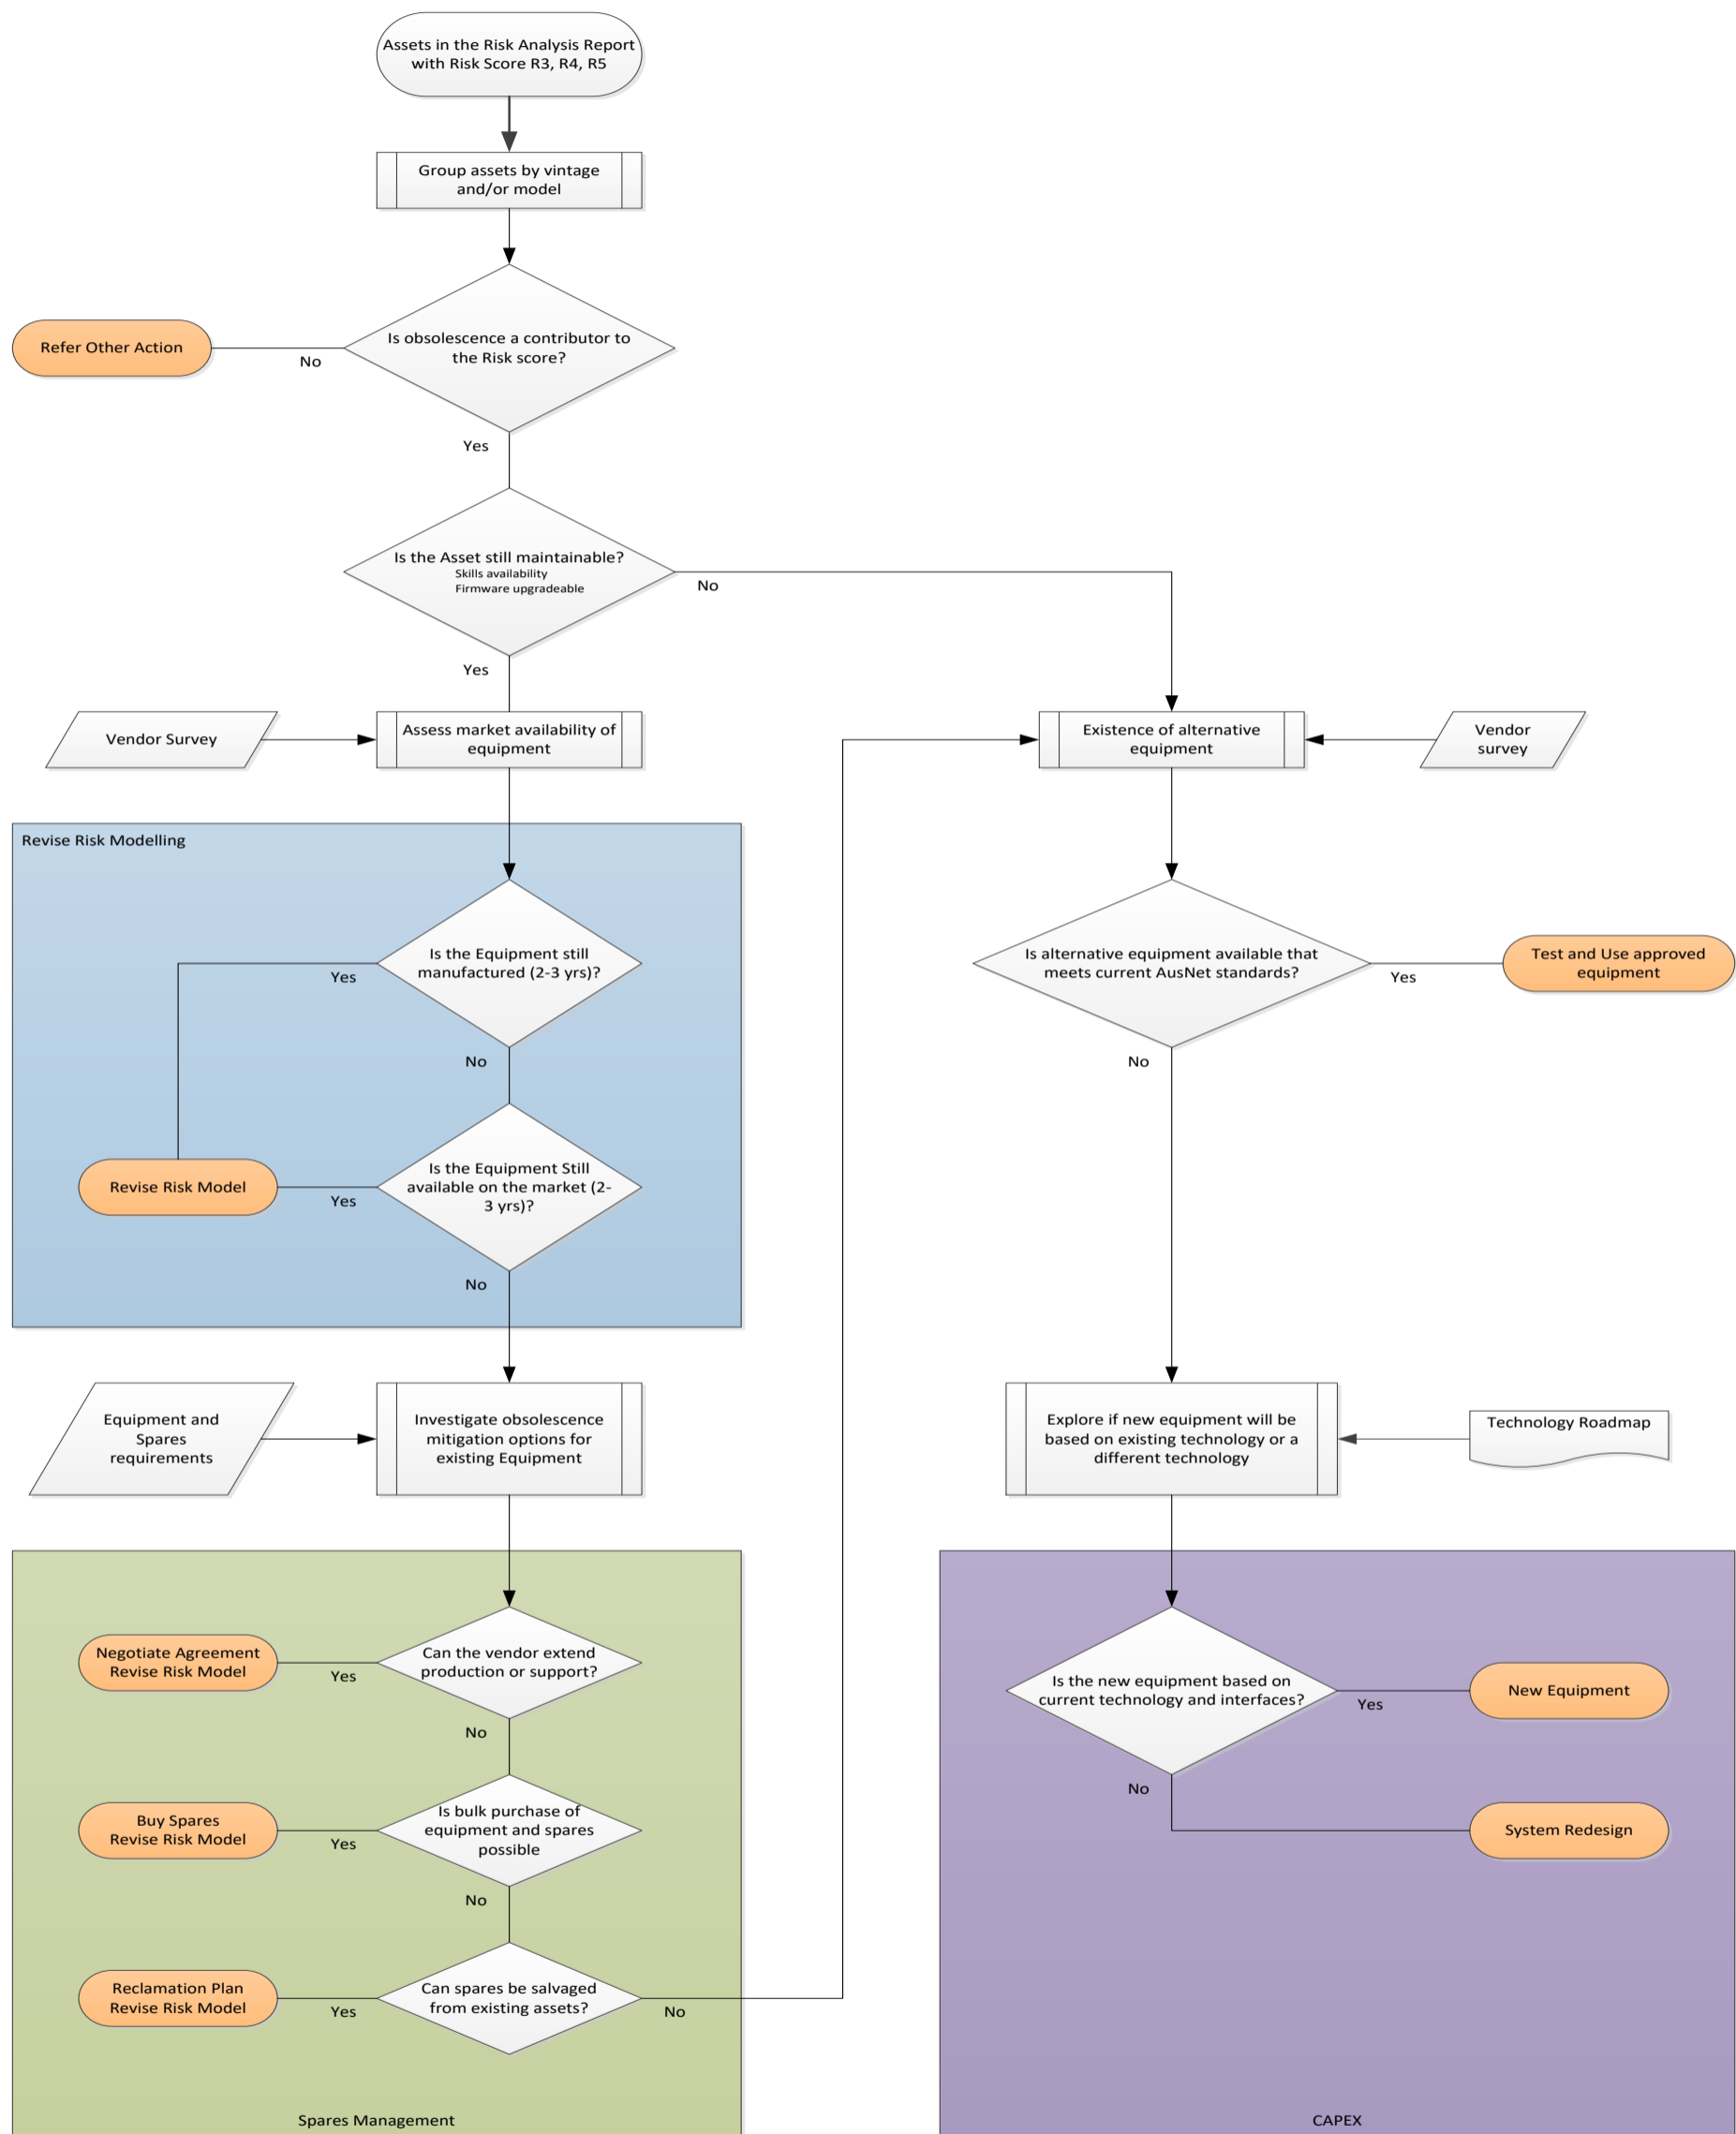 Assets in the Risk Analysis Report
with Risk Score R3, R4, R5
Group assets by vintage
and/or model
Is obsolescence a contributor to
the Risk score?
Refer Other Action
No
Yes
Is the Asset still maintainable?
Skills availability
Firmware upgradeable
No
Yes
Vendor Survey
Assess market availability of
equipment
Existence of alternative
equipment
Vendor
survey
Revise Risk Modelling
Is the Equipment still
manufactured (2-3 yrs)?
Yes
No
Is alternative equipment available that
meets current AusNet standards?
Yes
Test and Use approved
equipment
No
Is the Equipment Still
available on the market (2-
3 yrs)?
Revise Risk Model
Yes
No
Equipment and
Spares
requirements
Investigate obsolescence
mitigation options for
existing Equipment
Explore if new equipment will be
based on existing technology or a
different technology
Technology Roadmap
Can the vendor extend
production or support?
Negotiate Agreement
Revise Risk Model
Yes
No
Is the new equipment based on
current technology and interfaces?
Yes
New Equipment
No
System Redesign
Is bulk purchase of
equipment and spares
possible
Buy Spares
Revise Risk Model
Yes
No
Can spares be salvaged
from existing assets?
Reclamation Plan
Revise Risk Model
Yes
No
Spares Management
CAPEX